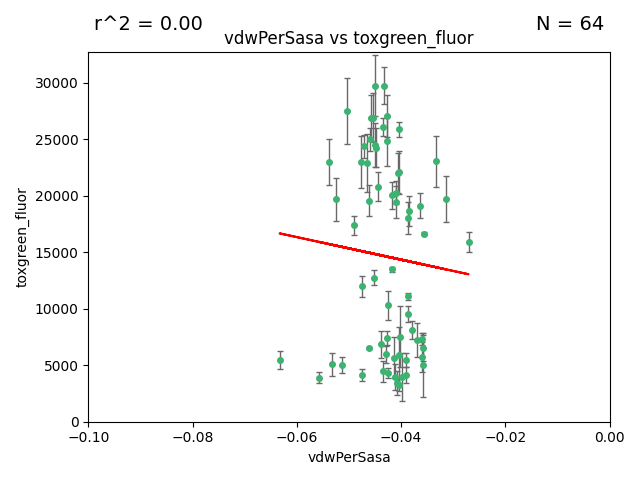 r^2 = 0.00
N = 64
vdwPerSasa vs toxgreen_fluor
toxgreen_fluor
30000
25000
20000
15000
10000
5000
0
−0.10
−0.08
−0.06
−0.04
−0.02
0.00
vdwPerSasa